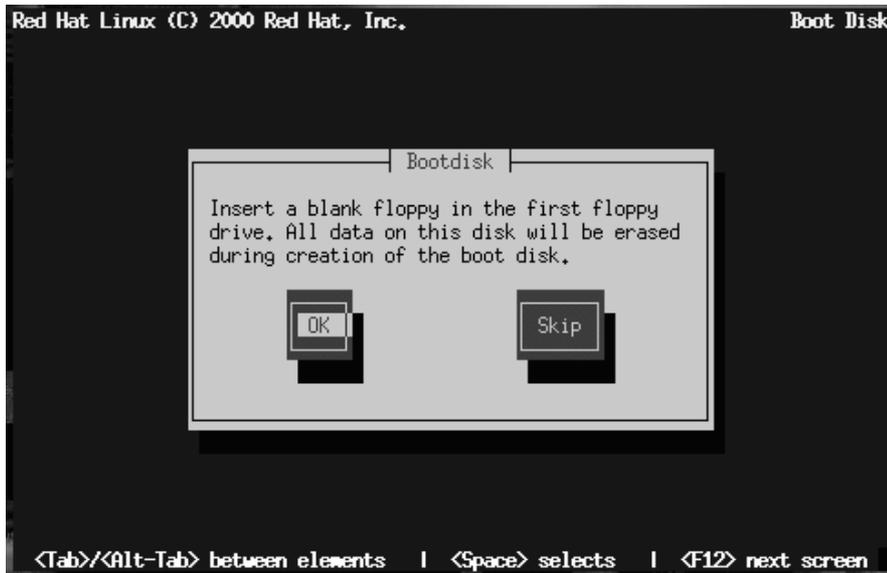 Red Hat Linux (C) 2000 Red Hat, Inc. Boot Disk
Bootdisk
Insert a blank floppy in the first floppy
drive. All data on this disk will be erased
during creation of the boot disk.
OK Skip
<Tab>/<Alt-Tab> between elements | <Space> selects | <F12> next screen